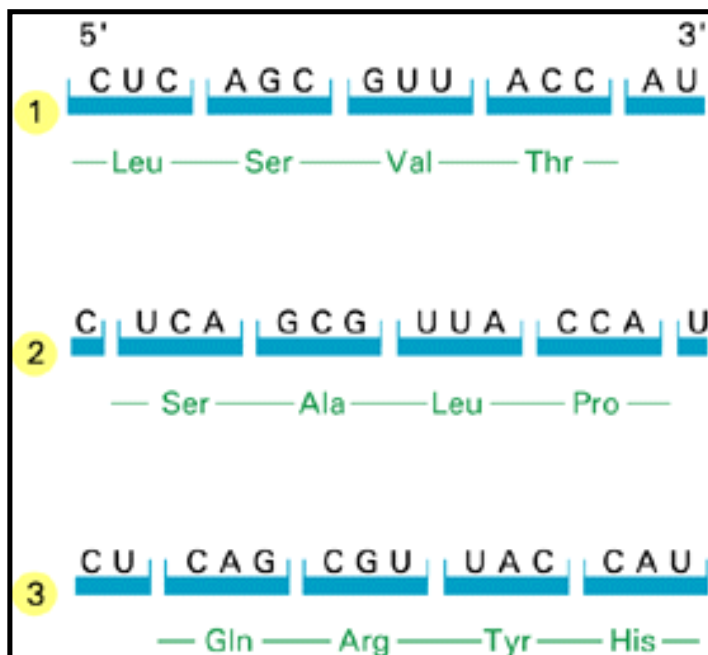 5' 3'
1 CUC AGC GUU ACC AU
Leu Ser Val Thr
2 C UCA GCG UUA CCA U
Ser Ala Leu Pro
3 CU CAG CGU UAC CAU
Gln Arg Tyr His